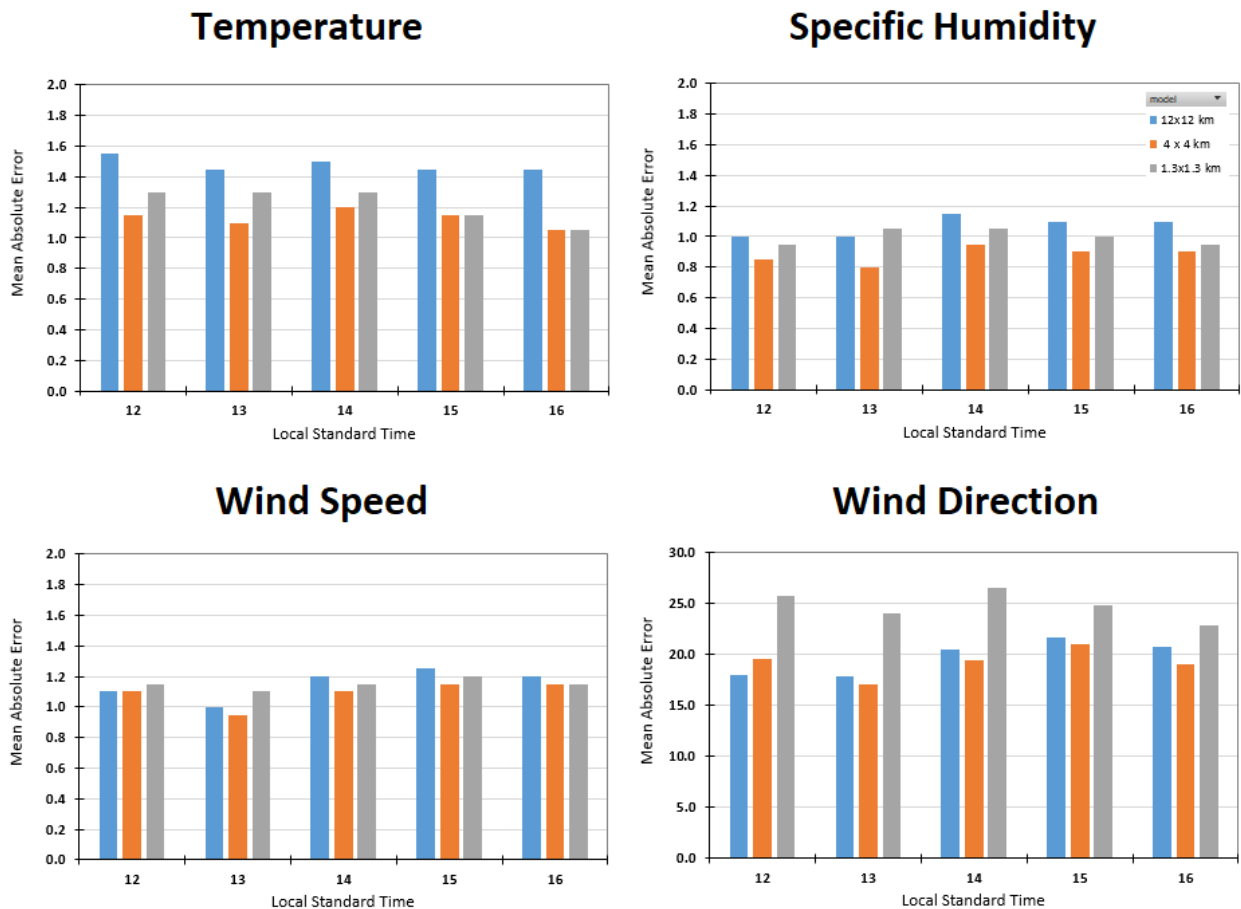 Temperature
Mean Absolute Error
2.0
1.8
1.6
1.4
1.2
1.0
0.8
0.6
0.4
0.2
0.0
12 13 14 15 16
Local Standard Time
Specific Humidity
Mean Absolute Error
2.0
1.8
1.6
1.4
1.2
1.0
0.8
0.6
0.4
0.2
0.0
model
12x12 km
4 x 4 km
1.3x1.3 km
12 13 14 15 16
Local Standard Time
Wind Speed
Mean Absolute Error
2.0
1.8
1.6
1.4
1.2
1.0
0.8
0.6
0.4
0.2
0.0
12 13 14 15 16
Local Standard Time
Wind Direction
Mean Absolute Error
30.0
25.0
20.0
15.0
10.0
5.0
0.0
12 13 14 15 16
Local Standard Time